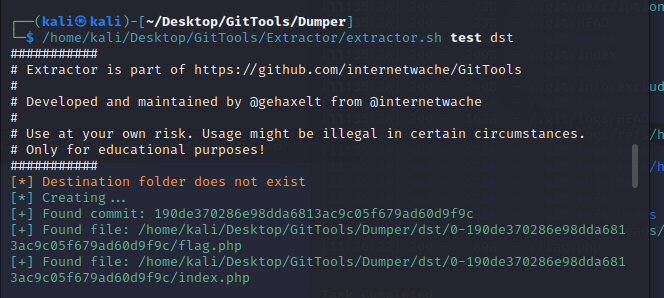 ┌──(kali㉿kali)-[~/Desktop/GitTools/Dumper]
└─$ /home/kali/Desktop/GitTools/Extractor/extractor.sh test dst
###########
# Extractor is part of https://github.com/internetwache/GitTools
#
# Developed and maintained by @gehaxelt from @internetwache
#
# Use at your own risk. Usage might be illegal in certain circumstances.
# Only for educational purposes!
###########
[*] Destination folder does not exist
[*] Creating...
[+] Found commit: 190de370286e98dda6813ac9c05f679ad60d9f9c
[+] Found file: /home/kali/Desktop/GitTools/Dumper/dst/0-190de370286e98dda681
3ac9c05f679ad60d9f9c/flag.php
[+] Found file: /home/kali/Desktop/GitTools/Dumper/dst/0-190de370286e98dda681
3ac9c05f679ad60d9f9c/index.php